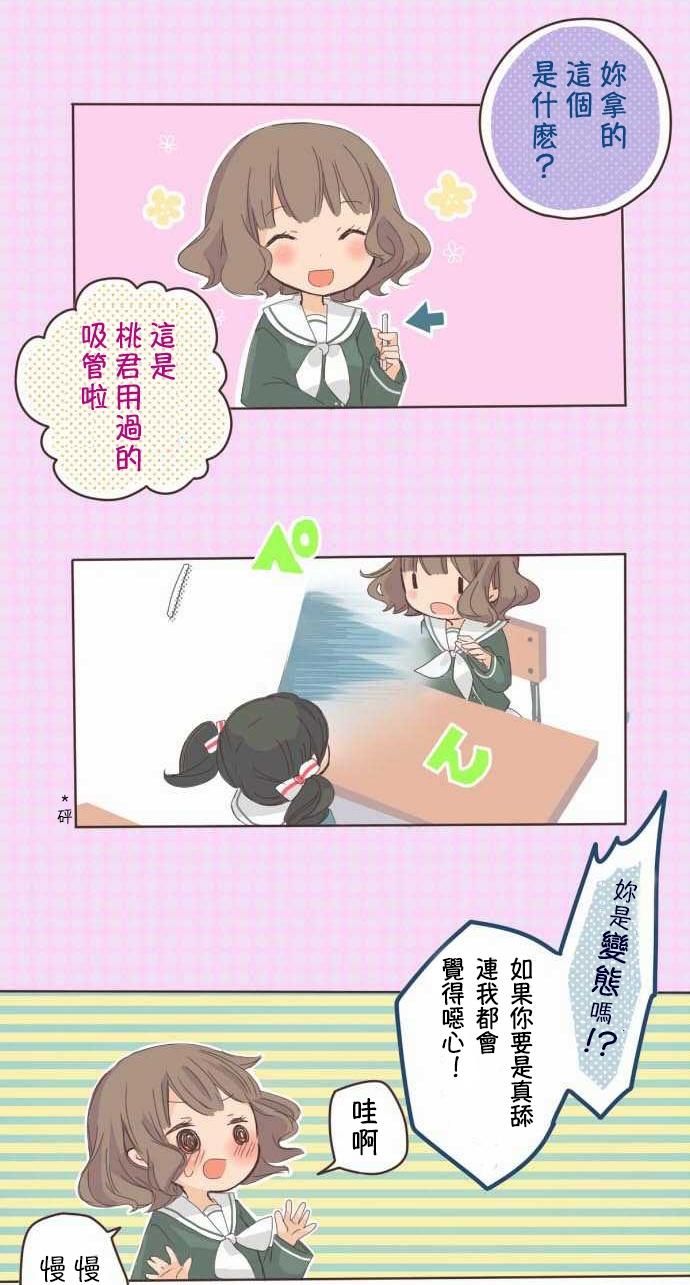 妳拿的
這個
是什麽?
這是
桃君用過的
吸管啦
ぺ
ん
*
砰
妳是變態嗎!?
如果你要是真舔
連我都會
覺得噁心!
哇
啊
慢
慢